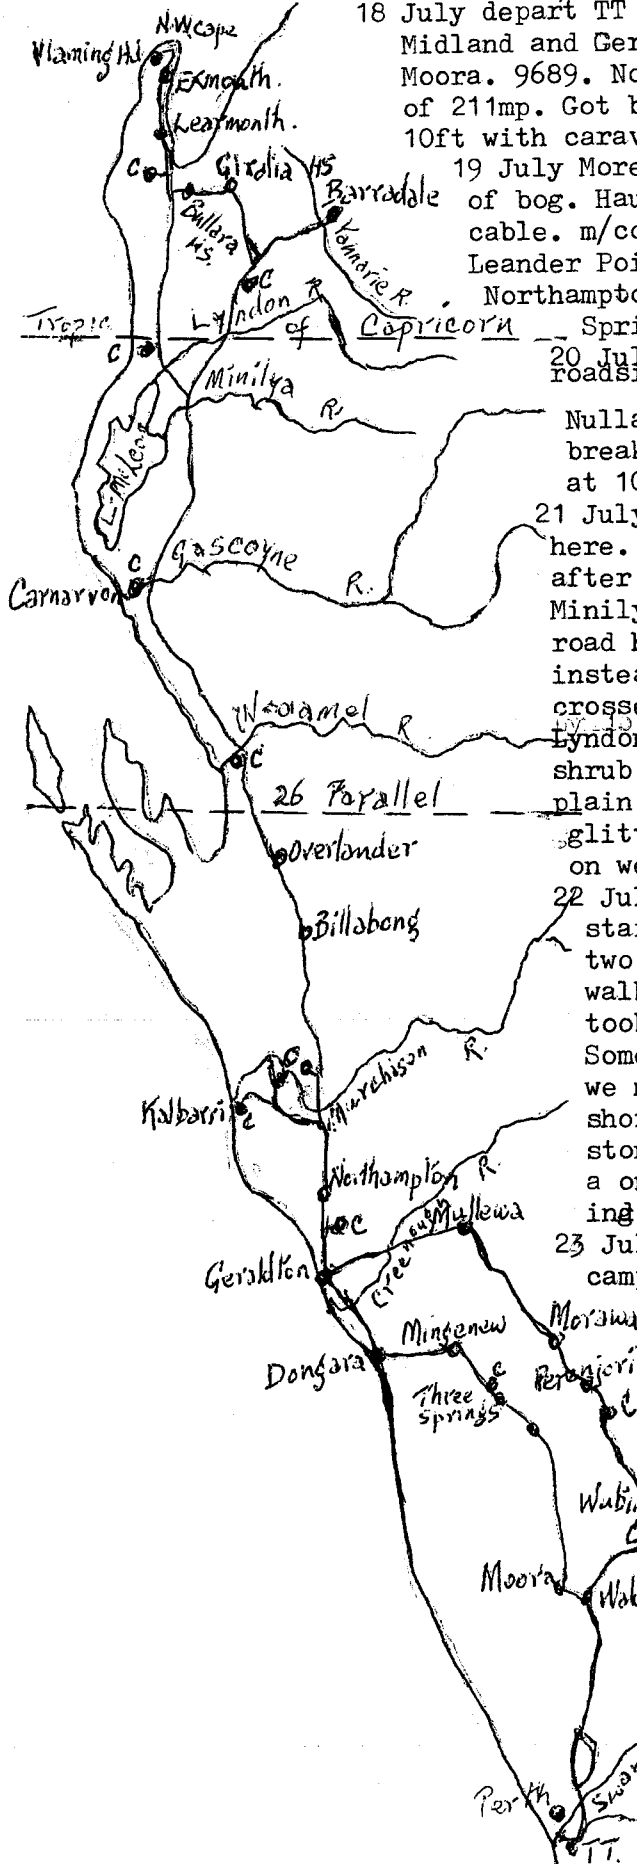 N.W cape
Vlaming Hd
Exmouth.
Learmonth.
C
Giralia HS
Bullara
HS.
Barradale
Yannarie R.
C
Lyndon R
Tropic of Capricorn
C
Minilya R.
L. McLeod
C
Gascoyne R.
Carnarvon
Wooramel R
C
26 Parallel
Overlander
Billabong
C
Murchison R.
Kalbarri
C
Northampton
C
Greenough R.
Mullewa
Geraldton
Mingenew
Morawa
Dongara
Perenjori
C
Three
springs
C
Moora
Perth
TT.
18 July depart TT
Midland and Ger
Moora. 9689. No
of 211mp. Got b
10ft with carav
19 July More
of bog. Hau
cable. m/co
Leander Poi
Northampto
Spri
20 Jul
roadsi
Nulla
break
at 10
21 July
here.
after
Minily
road
instea
crosse
Lyndon
shrub
plain
glitt
on we
22 Jul
star
two
walk
took
Some
we
shor
stor
a on
ing
23 Jul
camp